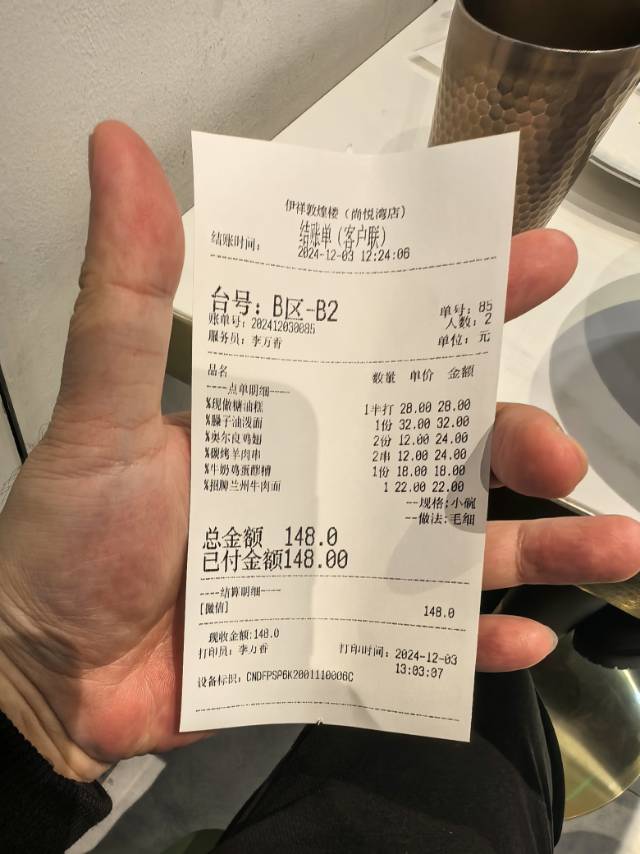 伊祥敦煌楼（尚悦湾店）
结账单（客户联）
结账时间： 2024-12-03 12:24:06
台号：B区-B2 单号：85
账单号：202412030085 人数：2
服务员：李万香 单位：元
品名 数量 单价 金额
----点单明细----
%现做糖油糕 1半打 28.00 28.00
%臊子油泼面 1份 32.00 32.00
%奥尔良鸡翅 2份 12.00 24.00
%碳烤羊肉串 2串 12.00 24.00
%牛奶鸡蛋醪糟 1份 18.00 18.00
%招牌兰州牛肉面 1 22.00 22.00
--规格:小碗
--做法:毛细
总金额 148.0
已付金额148.00
----结算明细----
[微信] 148.0
现收金额:148.0
打印员：李万香 打印时间：2024-12-03
13:03:07
设备标识：CNDFPSP6K2001110006C